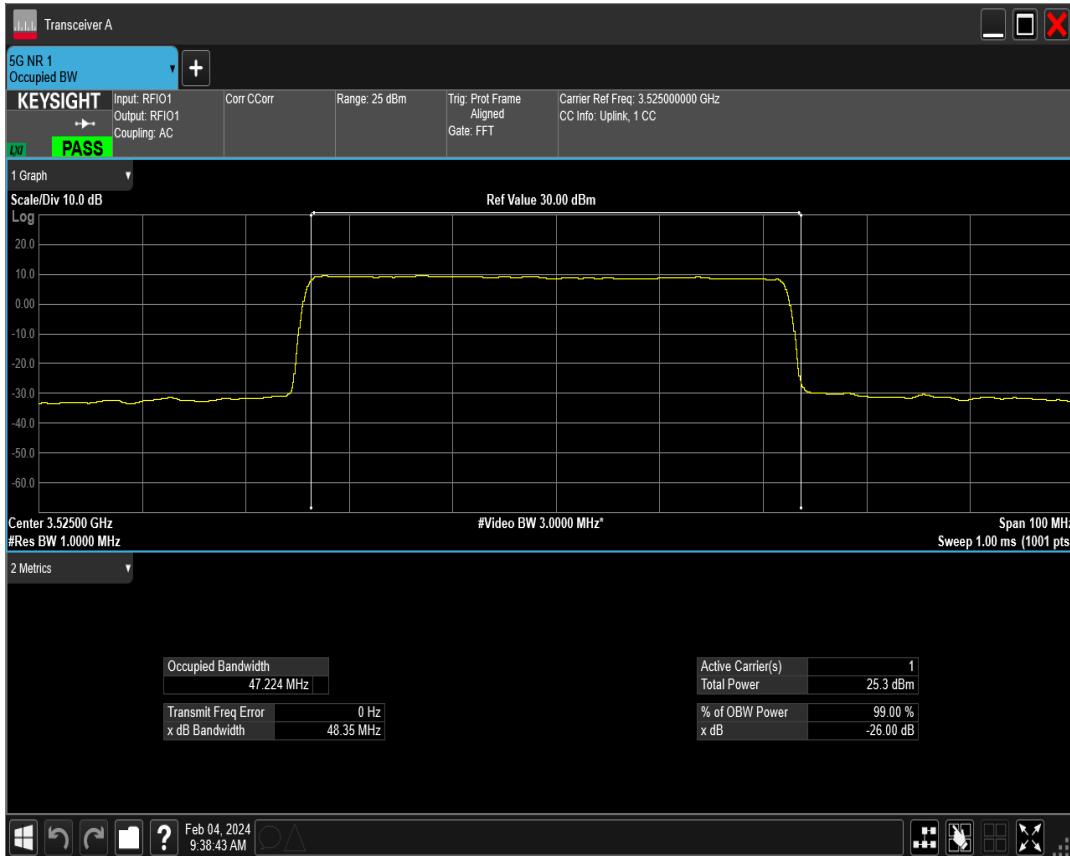 Transceiver A
5G NR 1
Occupied BW
+
KEYSIGHT
LXI
PASS
Input: RFIO1
Output: RFIO1
Coupling: AC
Corr CCorr
Range: 25 dBm
Trig: Prot Frame
Aligned
Gate: FFT
Carrier Ref Freq: 3.525000000 GHz
CC Info: Uplink, 1 CC
1 Graph
Scale/Div 10.0 dB
Ref Value 30.00 dBm
Log
20.0
10.0
0.00
-10.0
-20.0
-30.0
-40.0
-50.0
-60.0
Center 3.52500 GHz
#Video BW 3.0000 MHz*
Span 100 MHz
#Res BW 1.0000 MHz
Sweep 1.00 ms (1001 pts
2 Metrics
Occupied Bandwidth
47.224 MHz
Transmit Freq Error 0 Hz
x dB Bandwidth 48.35 MHz
Active Carrier(s) 1
Total Power 25.3 dBm
% of OBW Power 99.00 %
x dB -26.00 dB
?
Feb 04, 2024
9:38:43 AM